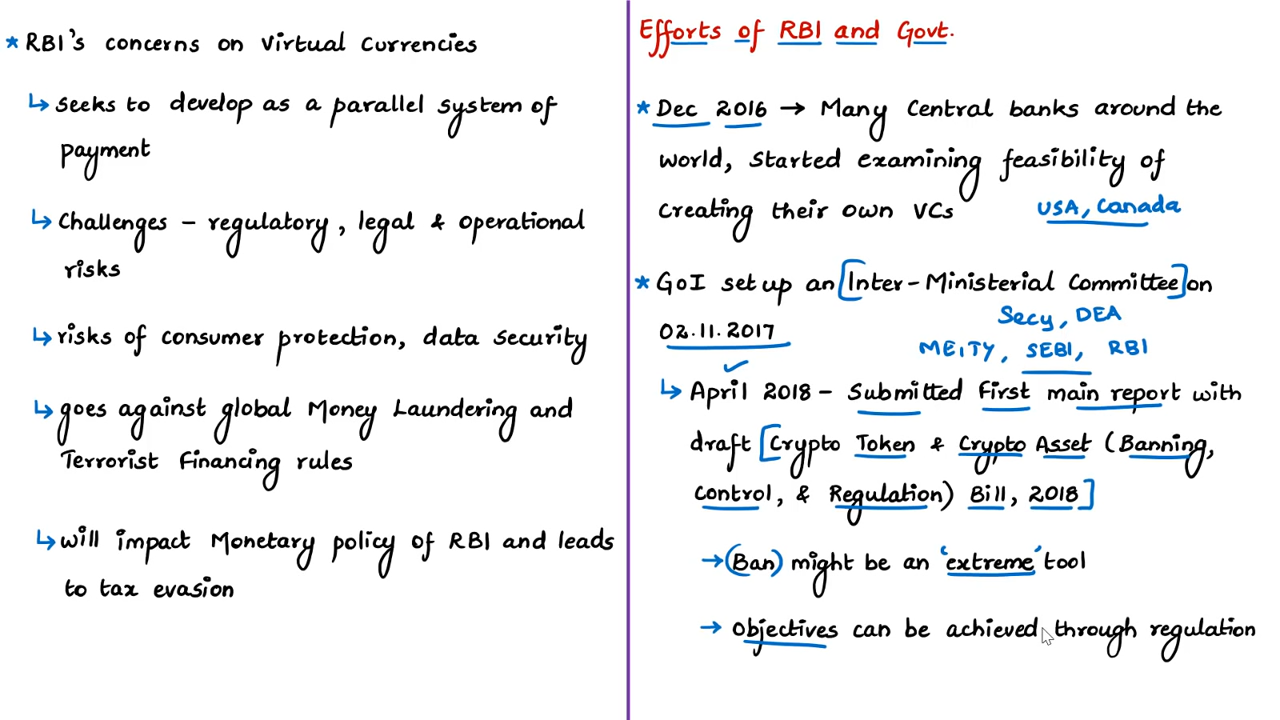 * RBI's concerns on Virtual Currencies
↳ seeks to develop as a parallel system of
payment
↳ Challenges - regulatory, legal & operational
risks
↳ risks of consumer protection, data security
↳ goes against global Money Laundering and
Terrorist Financing rules
↳ will impact Monetary policy of RBI and leads
to tax evasion
Efforts of RBI and Govt.
* Dec 2016 → Many Central banks around the
world, started examining feasibility of
creating their own VCs USA, Canada
* GoI set up an [Inter-Ministerial Committee] on
Secy, DEA
02.11.2017
MEITY, SEBI, RBI
↳ April 2018 - Submitted First main report with
draft [Crypto Token & Crypto Asset (Banning,
Control, & Regulation) Bill, 2018]
→ (Ban) might be an 'extreme' tool
→ Objectives can be achieved through regulation